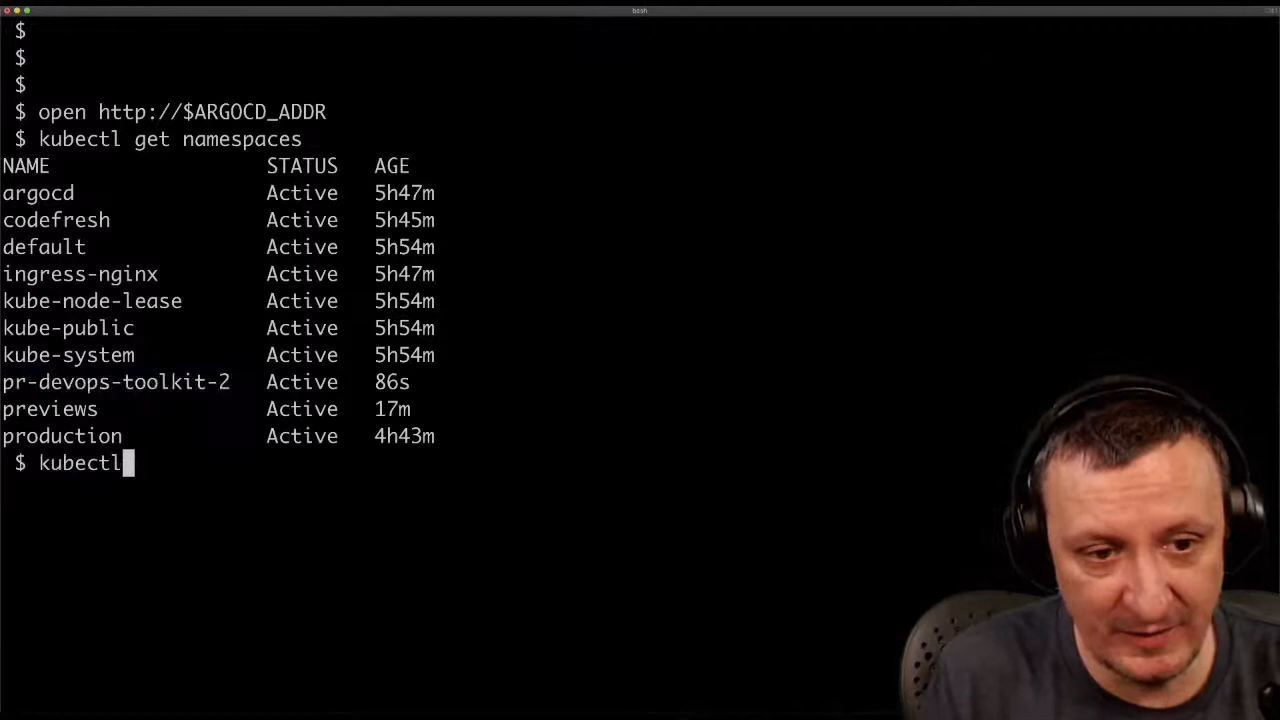 bash
$
$
$
$ open http://$ARGOCD_ADDR
$ kubectl get namespaces
NAME STATUS AGE
argocd Active 5h47m
codefresh Active 5h45m
default Active 5h54m
ingress-nginx Active 5h47m
kube-node-lease Active 5h54m
kube-public Active 5h54m
kube-system Active 5h54m
pr-devops-toolkit-2 Active 86s
previews Active 17m
production Active 4h43m
$ kubectl